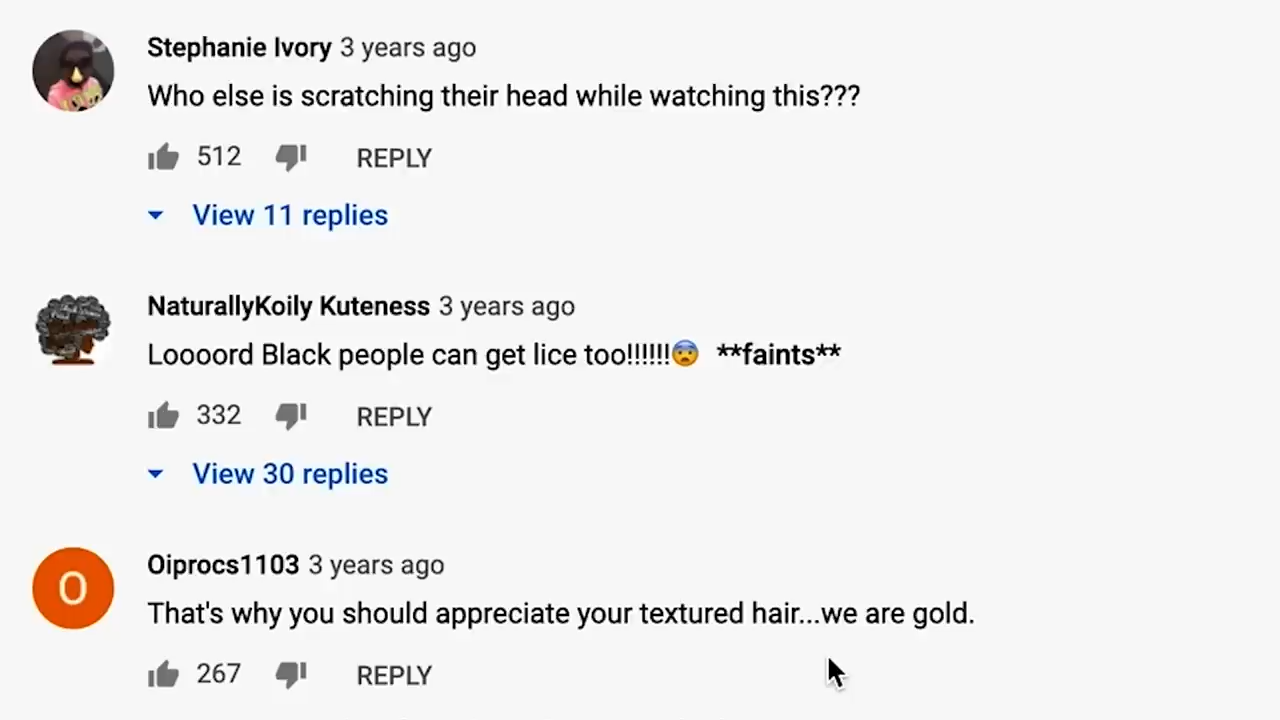 Stephanie Ivory 3 years ago
Who else is scratching their head while watching this???
512 REPLY
View 11 replies
NaturallyKoily Kuteness 3 years ago
Loooord Black people can get lice too!!!!!!😨 **faints**
332 REPLY
View 30 replies
O
Oiprocs1103 3 years ago
That's why you should appreciate your textured hair...we are gold.
267 REPLY